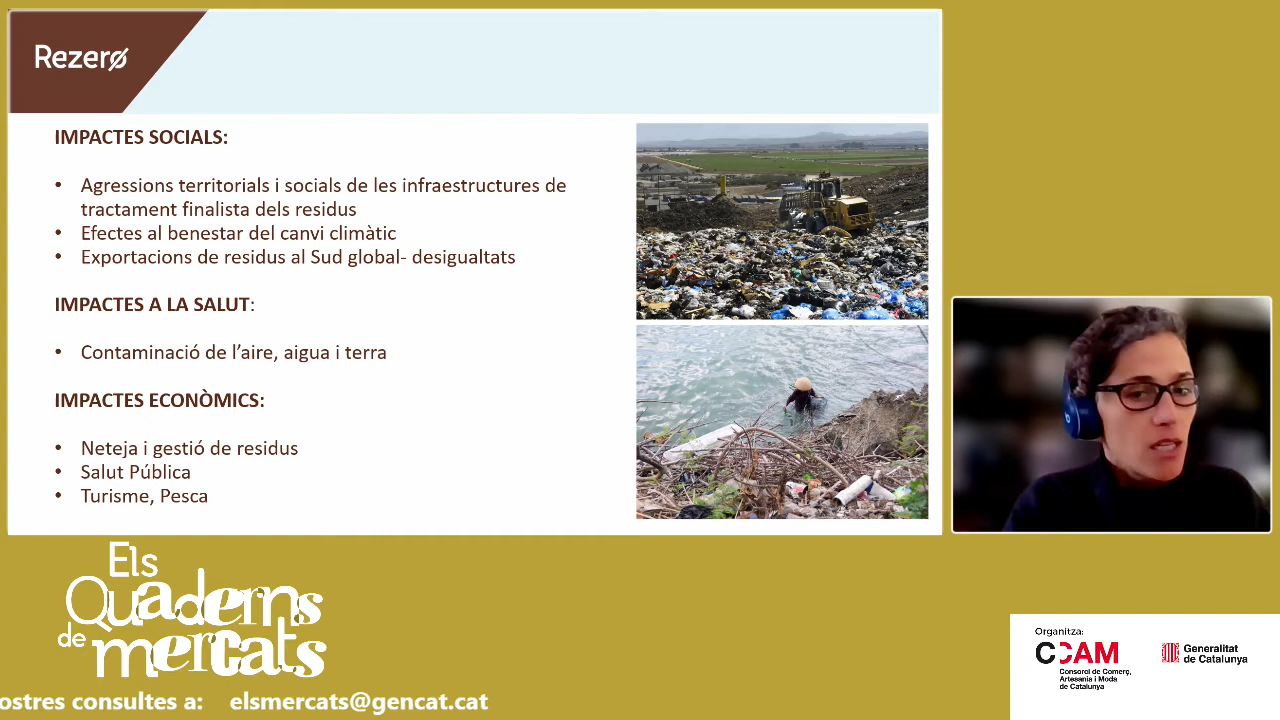 Rezero
IMPACTES SOCIALS:
• Agressions territorials i socials de les infraestructures de
tractament finalista dels residus
• Efectes al benestar del canvi climàtic
• Exportacions de residus al Sud global- desigualtats
IMPACTES A LA SALUT:
• Contaminació de l’aire, aigua i terra
IMPACTES ECONÒMICS:
• Neteja i gestió de residus
• Salut Pública
• Turisme, Pesca
Els
Quaderns
de mercats
ostres consultes a: elsmercats@gencat.cat
Organitza:
CCAM
Consorci de Comerç,
Artesania i Moda
de Catalunya
Generalitat
de Catalunya